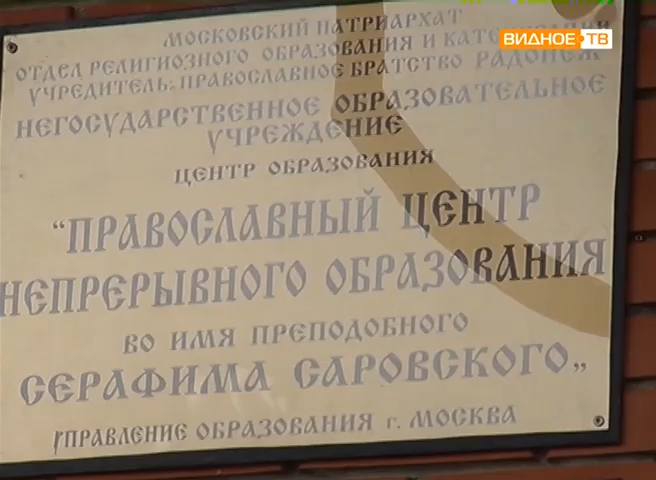 МОСКОВСКИЙ ПАТРИАРХАТ
ОТДЕЛ РЕЛИГИОЗНОГО ОБРАЗОВАНИЯ И
УЧРЕДИТЕЛЬ: ПРАВОСЛАВНОЕ БРАТСТВО РАДОНЕЖ
НЕГОСУДАРСТВЕННОЕ ОБРАЗОВАТЕЛЬНОЕ
УЧРЕЖДЕНИЕ
ЦЕНТР ОБРАЗОВАНИЯ
"ПРАВОСЛАВНЫЙ ЦЕНТР
НЕПРЕРЫВНОГО ОБРАЗОВАНИЯ
ВО ИМЯ ПРЕПОДОБНОГО
СЕРАФИМА САРОВСКОГО„
УПРАВЛЕНИЕ ОБРАЗОВАНИЯ г. МОСКВА
ВИДНОЕ ТВ